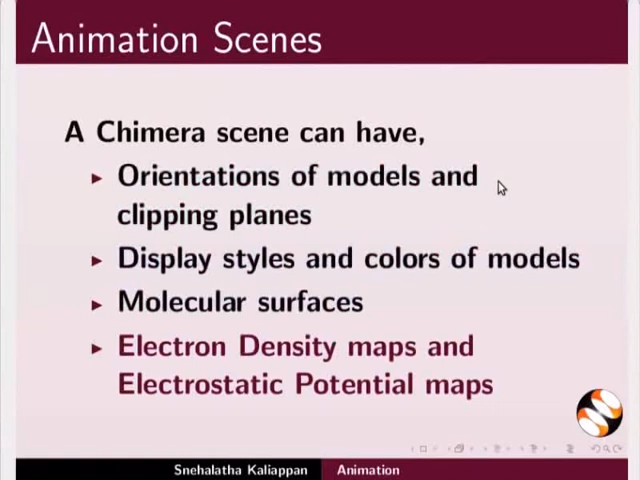 Animation Scenes
A Chimera scene can have,
Orientations of models and
clipping planes
Display styles and colors of models
Molecular surfaces
Electron Density maps and
Electrostatic Potential maps
Snehalatha Kaliappan Animation